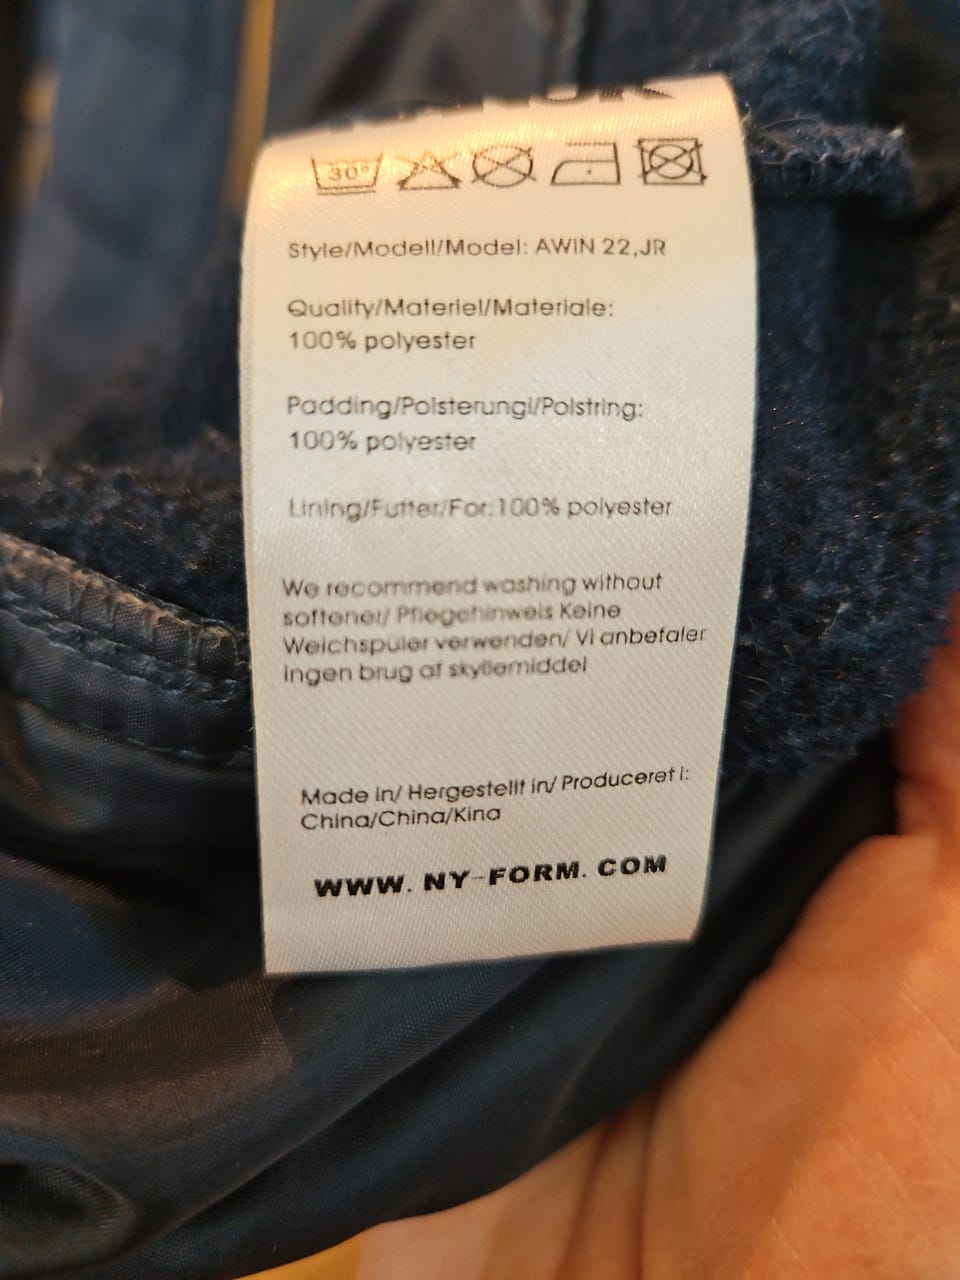 30°
Style/Modell/Model: AWIN 22,JR
Quality/Materiel/Materiale:
100% polyester
Padding/Polsterungl/Polstring:
100% polyester
Lining/Futter/For:100% polyester
We recommend washing without
softener/ Pflegehinweis Keine
Weichspüler verwenden/ Vi anbefaler
ingen brug af skyllemiddel
Made in/ Hergestellt in/ Produceret i:
China/China/Kina
WWW. NY-FORM. COM